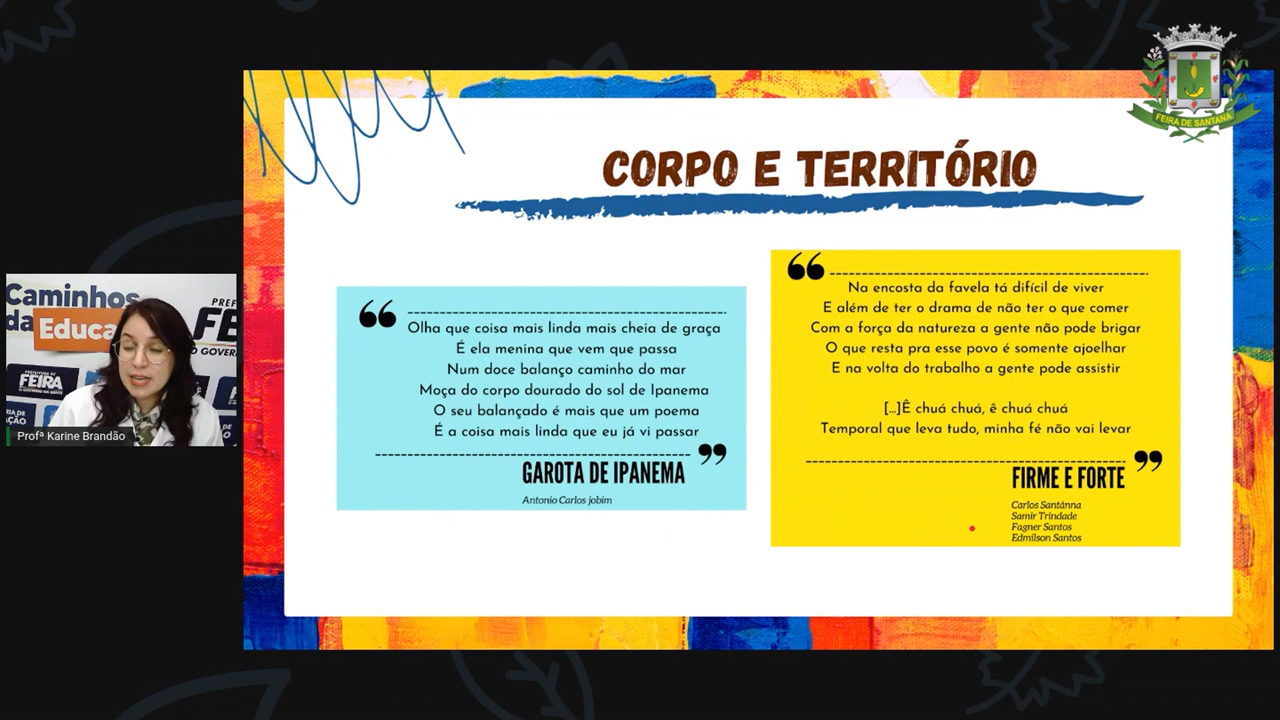 FEIRA DE SANTANA
CORPO E TERRITÓRIO
Olha que coisa mais linda mais cheia de graça
É ela menina que vem que passa
Num doce balanço caminho do mar
Moça do corpo dourado do sol de Ipanema
O seu balançado é mais que um poema
É a coisa mais linda que eu já vi passar
GAROTA DE IPANEMA
Antonio Carlos jobim
Na encosta da favela tá difícil de viver
E além de ter o drama de não ter o que comer
Com a força da natureza a gente não pode brigar
O que resta pra esse povo é somente ajoelhar
E na volta do trabalho a gente pode assistir
[...]Ê chuá chuá, ê chuá chuá
Temporal que leva tudo, minha fé não vai levar
FIRME E FORTE
Carlos Santánna
Samir Trindade
Fagner Santos
Edmilson Santos
Caminhos
da Educa
PREF
FE
O GOVER
FEIRA
Profª Karine Brandão